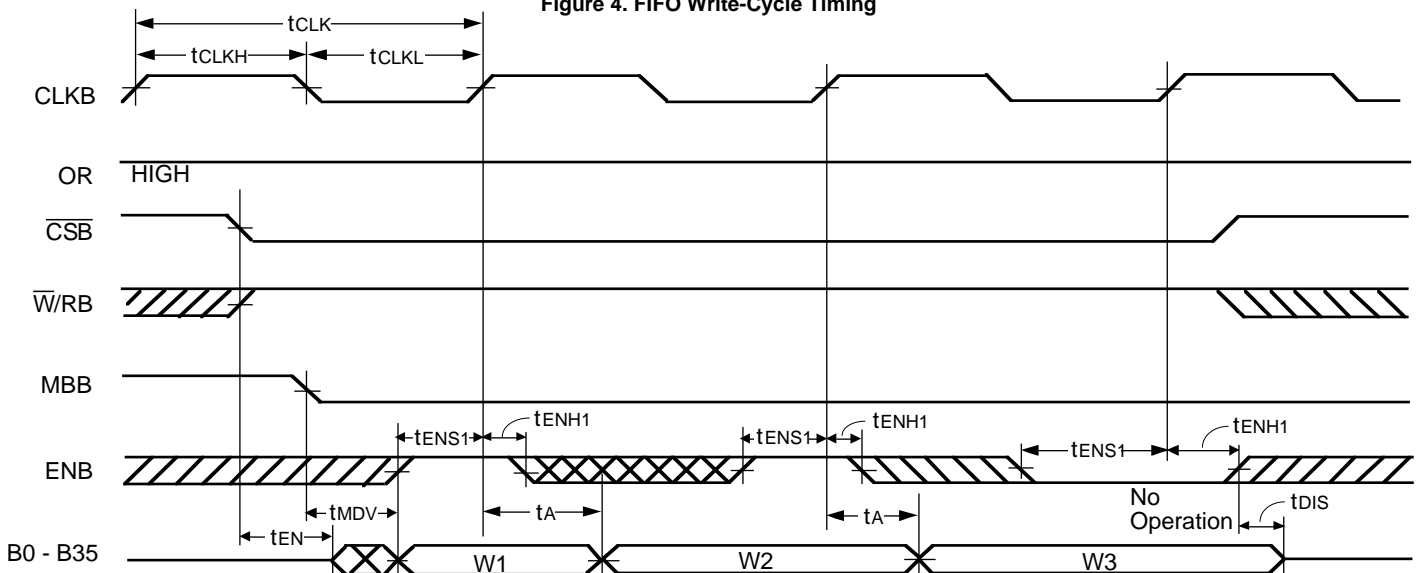 Figure 4. FIFO Write-Cycle Timing
tCLK
tCLKH tCLKL
CLKB
OR HIGH
CSB
W/RB
MBB
tENS1 tENH1 tENS1 tENH1 tENS1 tENH1
ENB
tMDV tA tA No
Operation tDIS
tEN
B0 - B35 W1 W2 W3